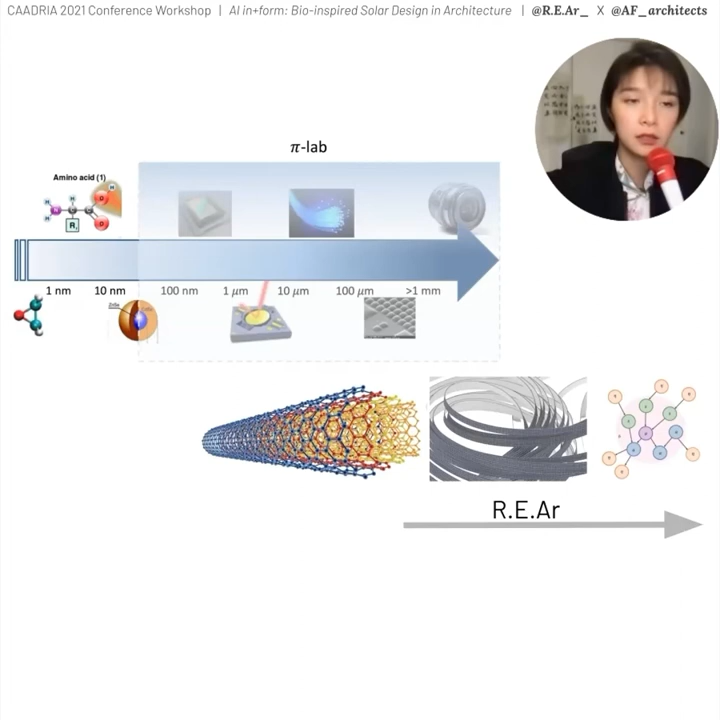 CAADRIA 2021 Conference Workshop | AI in+form: Bio-inspired Solar Design in Architecture | @R.E.Ar_ X @AF_architects
π-lab
Amino acid (1)
H
H
N
H
C
C
O
H
O
R,
1 nm 10 nm 100 nm 1 μm 10 μm 100 μm >1 mm
R.E.Ar